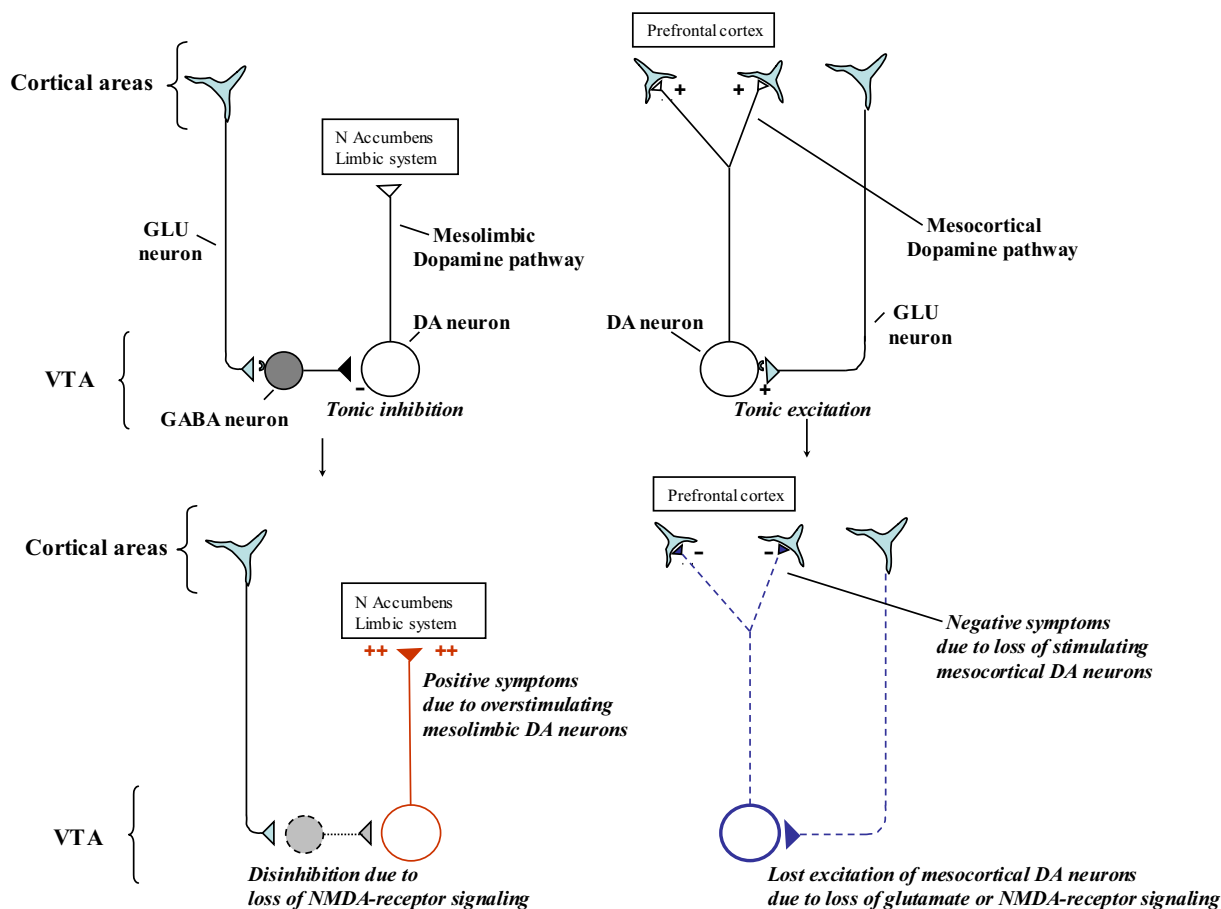 Prefrontal cortex
Cortical areas
+ +
N Accumbens
Limbic system
GLU
neuron
Mesolimbic
Dopamine pathway
Mesocortical
Dopamine pathway
DA neuron
DA neuron
GLU
neuron
VTA
-
+
GABA neuron
Tonic inhibition
Tonic excitation
Prefrontal cortex
Cortical areas
- -
N Accumbens
Limbic system
++ ++
Positive symptoms
due to overstimulating
mesolimbic DA neurons
Negative symptoms
due to loss of stimulating
mesocortical DA neurons
VTA
Disinhibition due to
loss of NMDA-receptor signaling
Lost excitation of mesocortical DA neurons
due to loss of glutamate or NMDA-receptor signaling